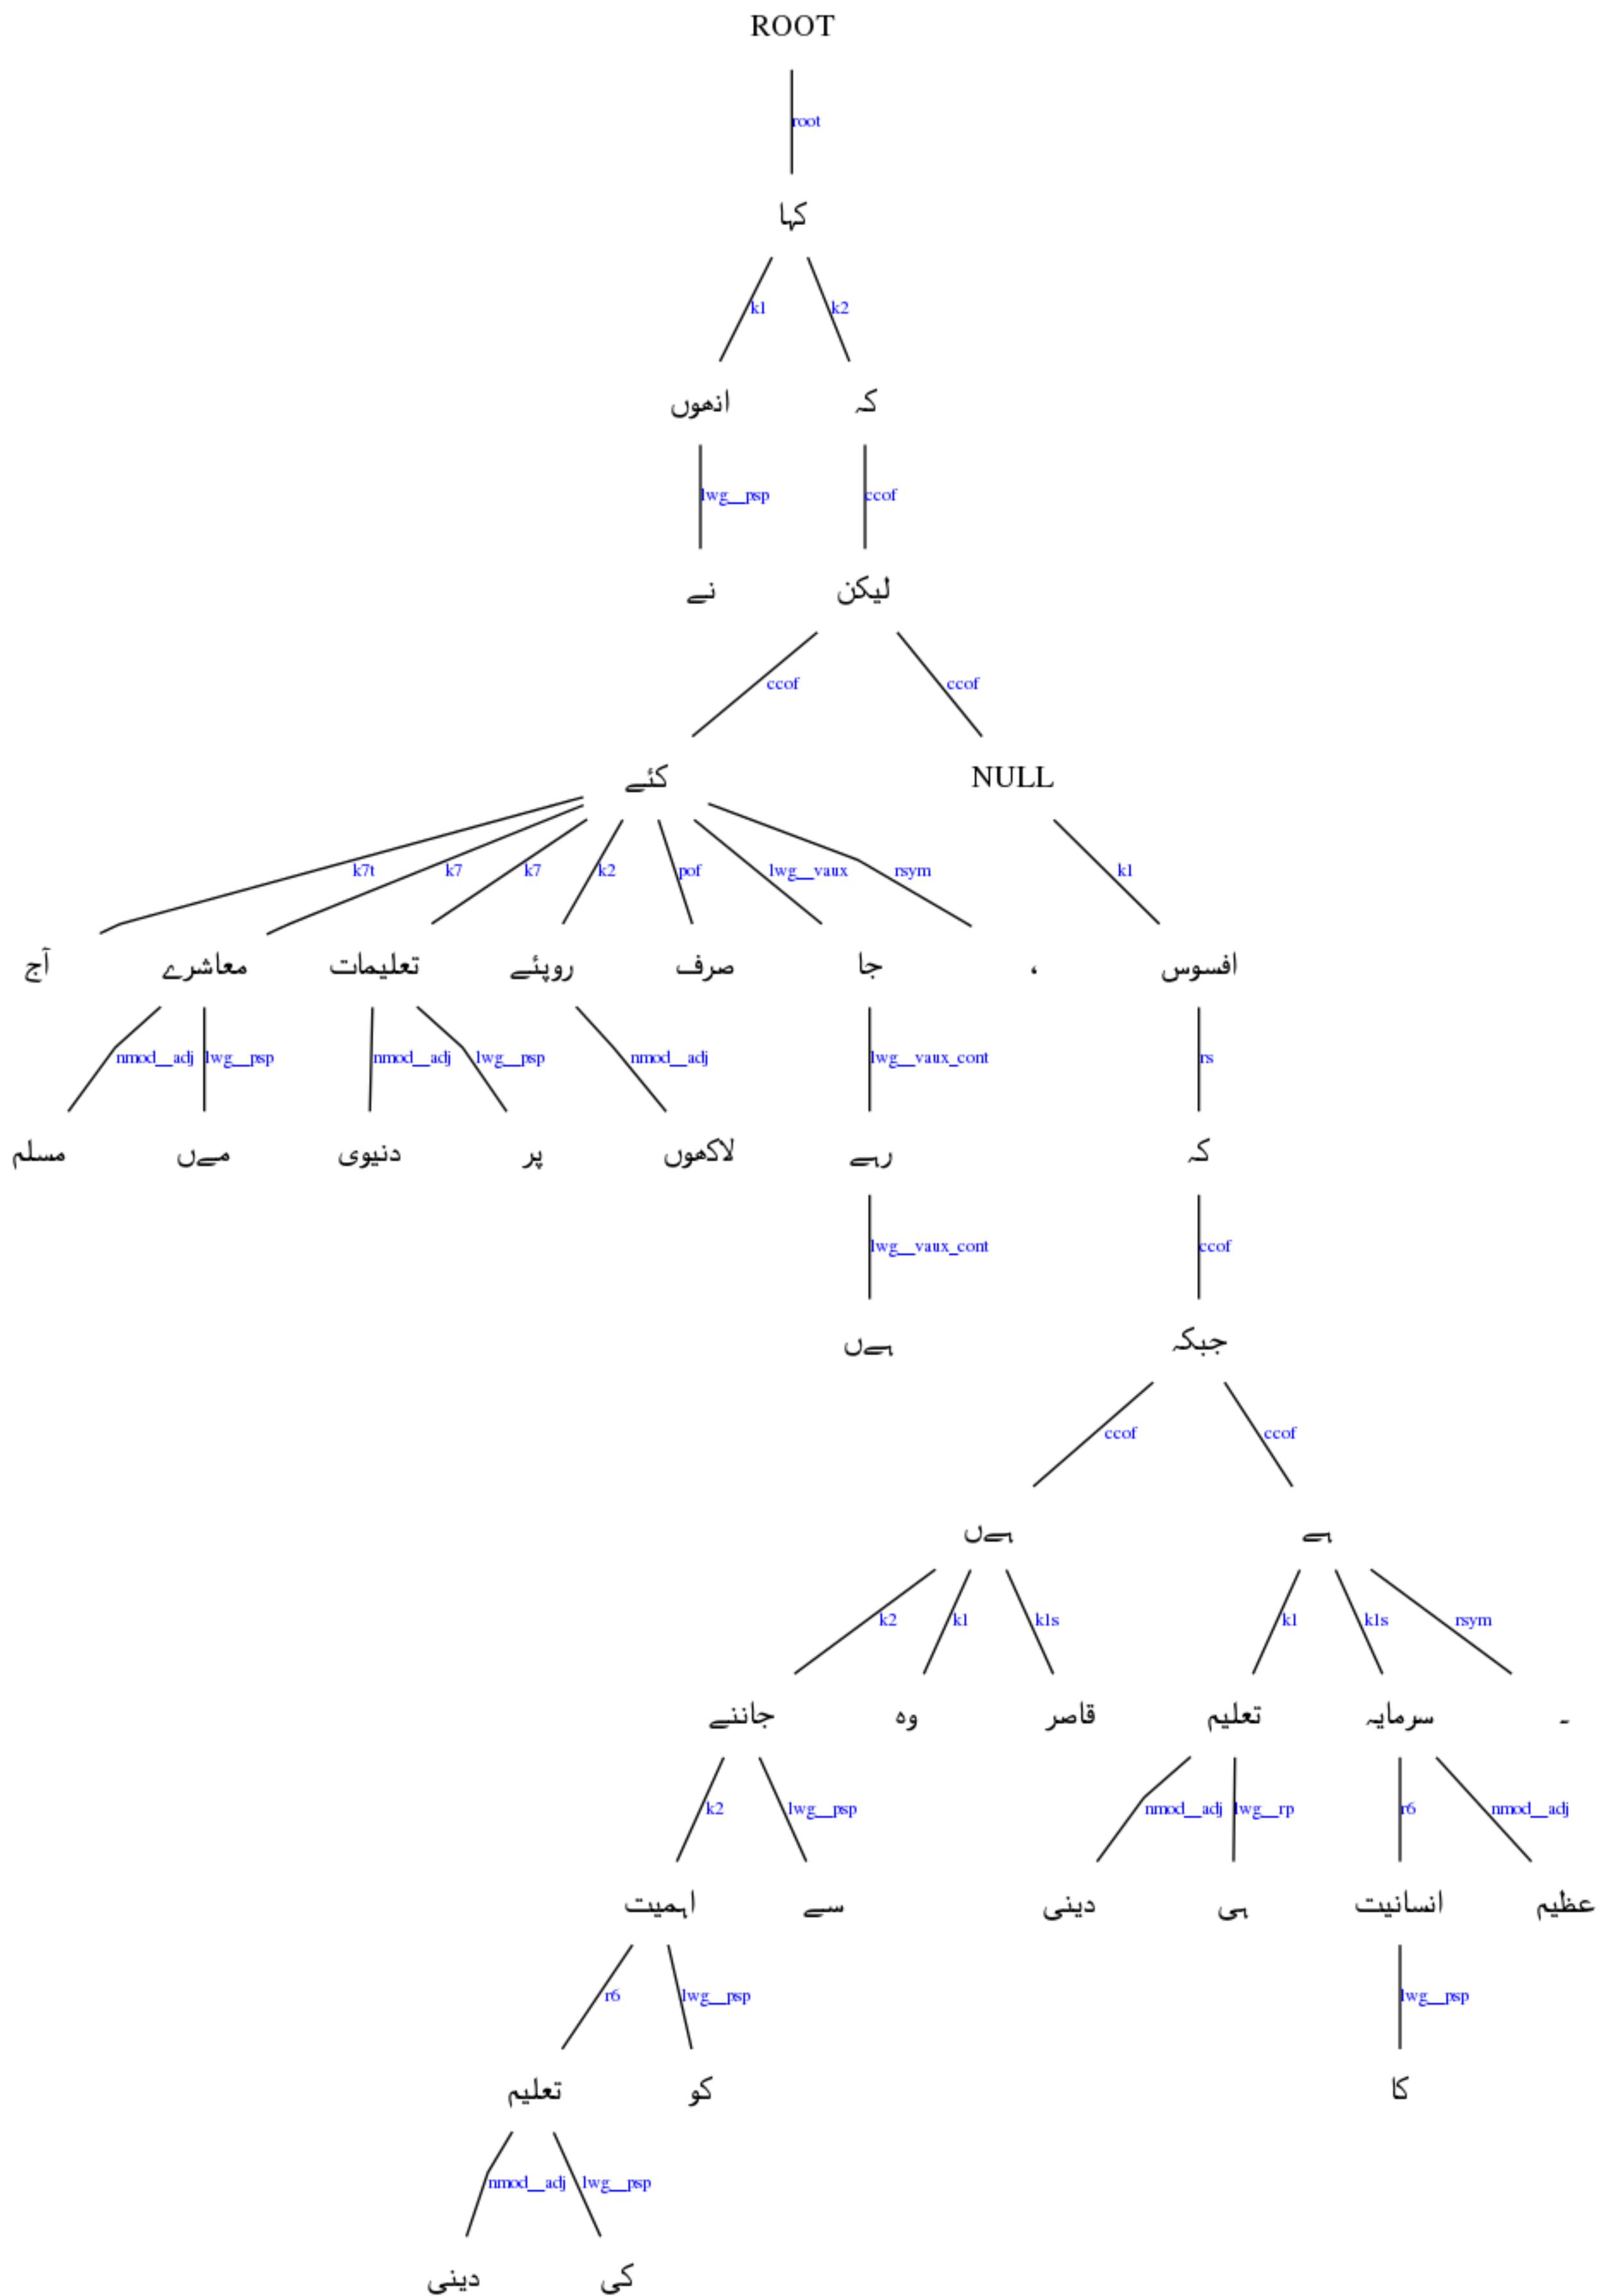 ROOT
root
کہا
k1 k2
انھوں کہ
lwg__psp ccof
نے لیکن
ccof ccof
کئے NULL
k7t k7 k7 k2 pof lwg__vaux rsym k1
آج معاشرے تعلیمات روپئے صرف جا ، افسوس
nmod__adj lwg__psp nmod__adj lwg__psp nmod__adj lwg__vaux_cont rs
مسلم مےں دنیوی پر لاکھوں رہے کہ
lwg__vaux_cont ccof
ہےں جبکہ
ccof ccof
ہےں ہے
k2 k1 k1s k1 k1s rsym
جاننے وہ قاصر تعلیم سرمایہ ۔
k2 lwg__psp nmod__adj lwg__rp r6 nmod__adj
اہمیت سے دینی ہی انسانیت عظیم
r6 lwg__psp lwg__psp
تعلیم کو کا
nmod__adj lwg__psp
دینی کی